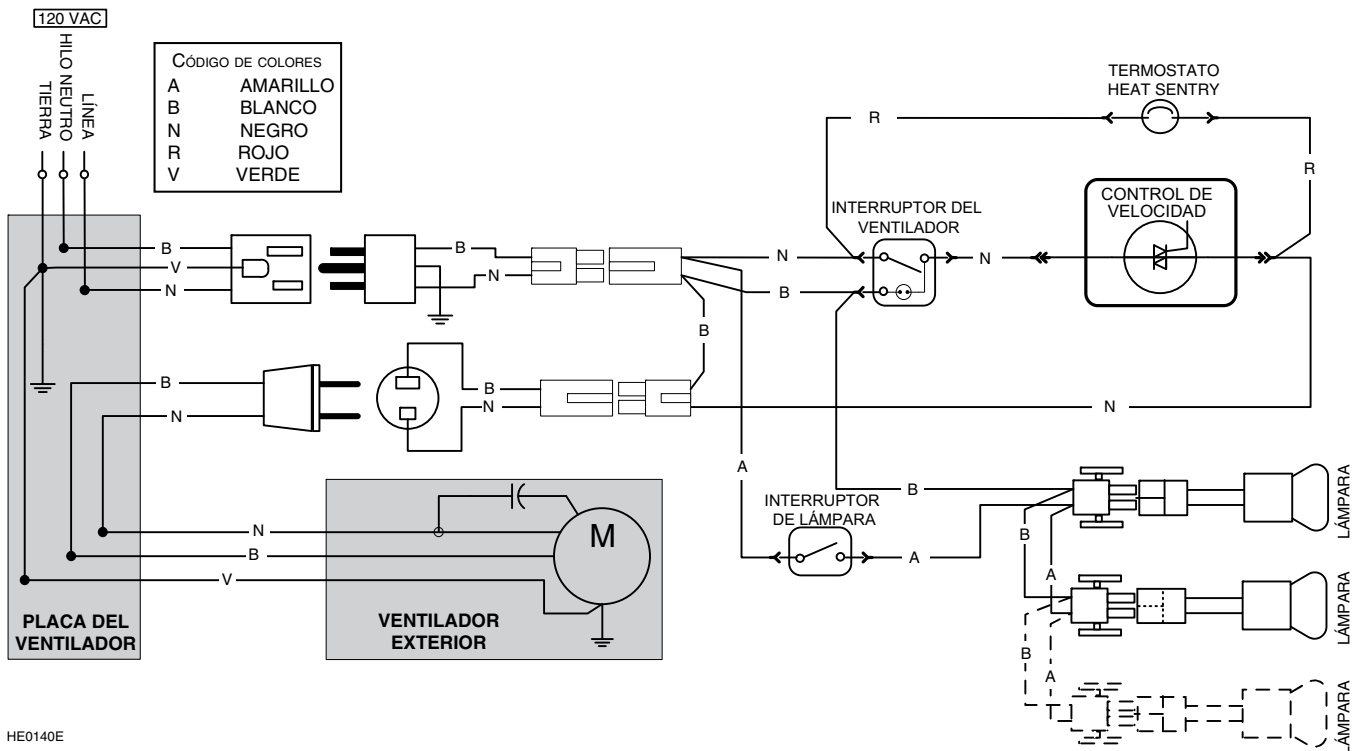 120 VAC
TIERRA
HILO NEUTRO
LÍNEA
CÓDIGO DE COLORES
A AMARILLO
B BLANCO
N NEGRO
R ROJO
V VERDE
TERMOSTATO
HEAT SENTRY
R
R
CONTROL DE
VELOCIDAD
INTERRUPTOR DEL
VENTILADOR
B
V
N
B
N
N
B
N
B
B
N
B
N
N
A
INTERRUPTOR
DE LÁMPARA
A
B
B
A
B
A
LÁMPARA
LÁMPARA
LÁMPARA
N
B
V
M
PLACA DEL
VENTILADOR
VENTILADOR
EXTERIOR
HE0140E